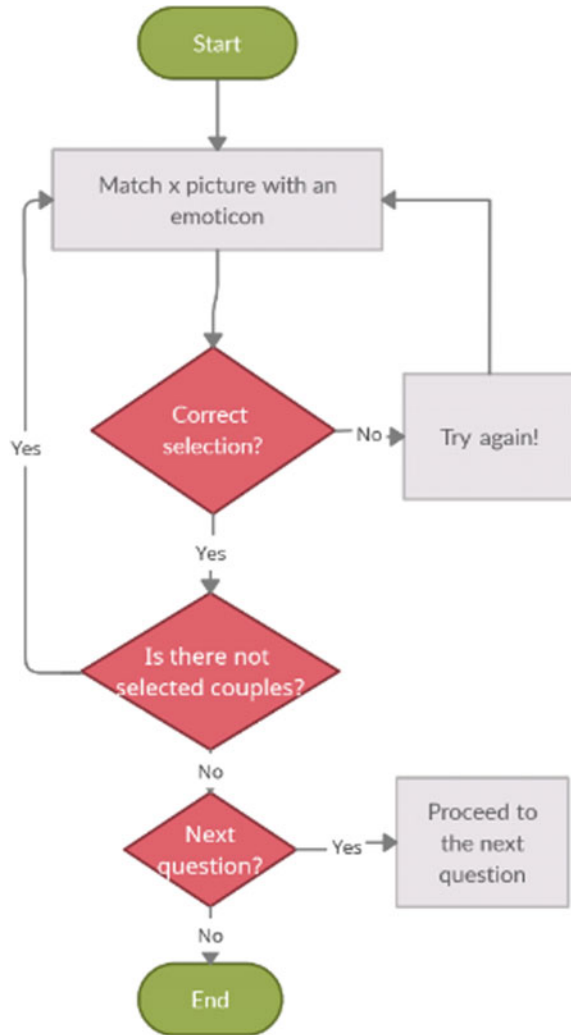 Start
Match x picture with an
emoticon
Correct
selection?
No
Try again!
Yes
Yes
Is there not
selected couples?
No
Next
question?
Yes
Proceed to
the next
question
No
End